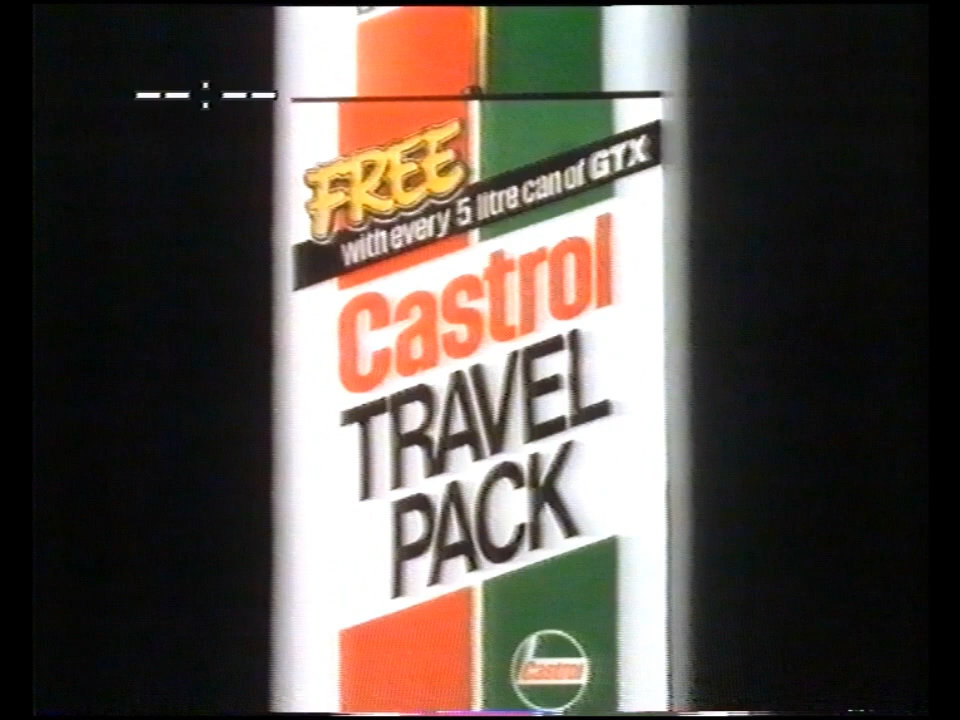 --:--
FREE
with every 5 litre can of GTX
Castrol
TRAVEL
PACK
Castrol